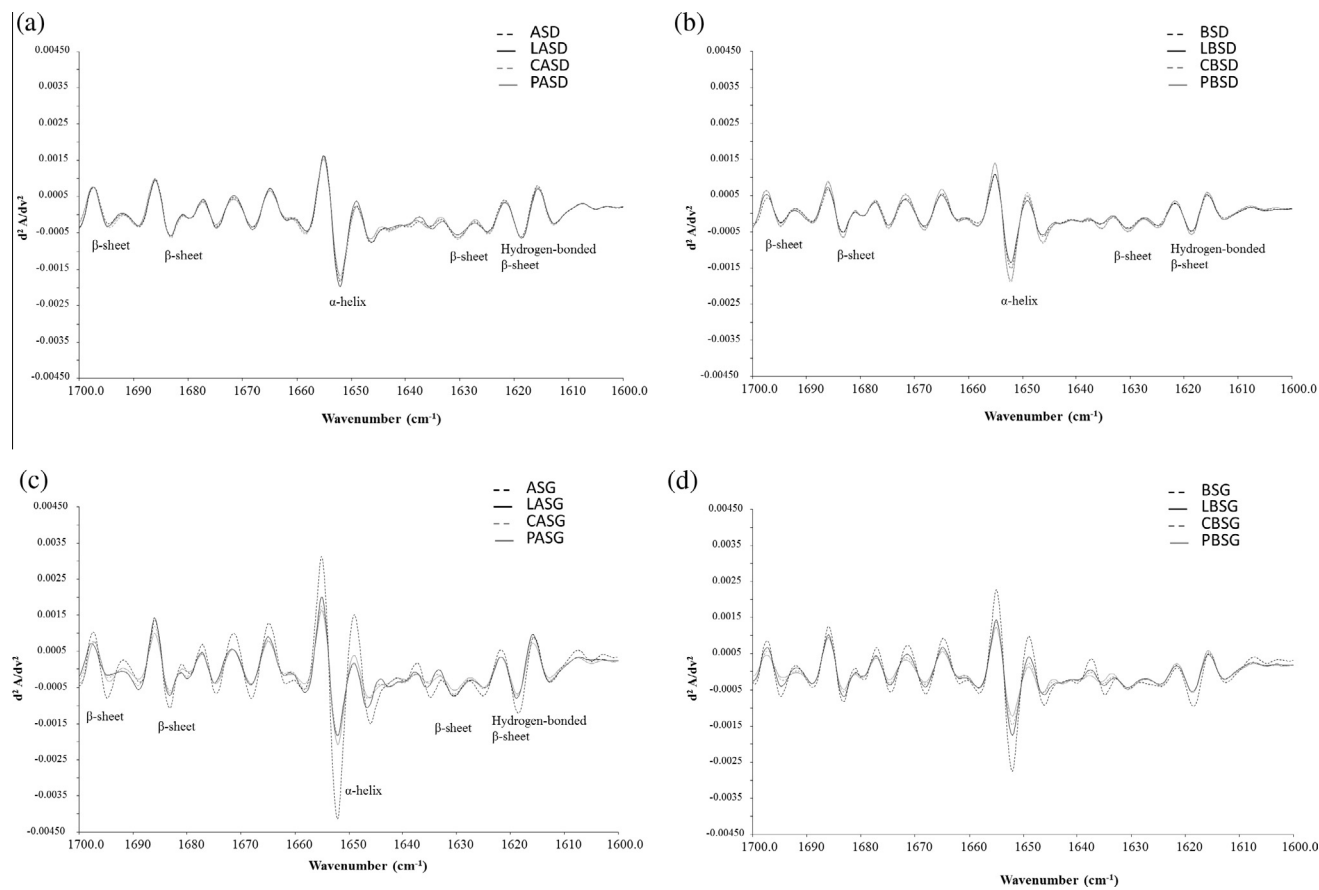 (a)
ASD
LASD
CASD
PASD
0.00450
0.0035
0.0025
0.0015
0.0005
-0.0005
-0.0015
-0.0025
-0.0035
-0.00450
d² A/dv²
β-sheet
β-sheet
α-helix
β-sheet
Hydrogen-bonded
β-sheet
1700.0
1690
1680
1670
1660
1650
1640
1630
1620
1610
1600.0
Wavenumber (cm⁻¹)
(b)
BSD
LBSD
CBSD
PBSD
0.00450
0.0035
0.0025
0.0015
0.0005
-0.0005
-0.0015
-0.0025
-0.0035
-0.00450
d² A/dv²
β-sheet
β-sheet
α-helix
β-sheet
Hydrogen-bonded
β-sheet
1700.0
1690
1680
1670
1660
1650
1640
1630
1620
1610
1600.0
Wavenumber (cm⁻¹)
(c)
ASG
LASG
CASG
PASG
0.00450
0.0035
0.0025
0.0015
0.0005
-0.0005
-0.0015
-0.0025
-0.0035
-0.00450
d² A/dv²
β-sheet
β-sheet
α-helix
β-sheet
Hydrogen-bonded
β-sheet
1700.0
1690
1680
1670
1660
1650
1640
1630
1620
1610
1600.0
Wavenumber (cm⁻¹)
(d)
BSG
LBSG
CBSG
PBSG
0.00450
0.0035
0.0025
0.0015
0.0005
-0.0005
-0.0015
-0.0025
-0.0035
-0.00450
d² A/dv²
1700.0
1690
1680
1670
1660
1650
1640
1630
1620
1610
1600.0
Wavenumber (cm⁻¹)